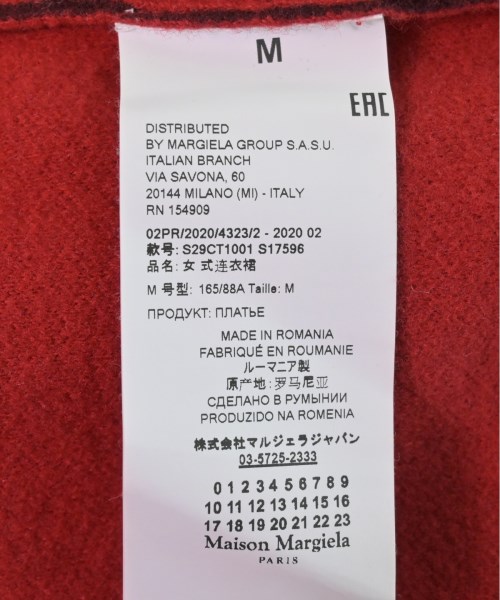 M
EAC
DISTRIBUTED
BY MARGIELA GROUP S.A.S.U.
ITALIAN BRANCH
VIA SAVONA, 60
20144 MILANO (MI) - ITALY
RN 154909
02PR/2020/4323/2 - 2020 02
款号: S29CT1001 S17596
品名: 女 式连衣裙
M 号型: 165/88A Taille: M
ПРОДУКТ: ПЛАТЬЕ
MADE IN ROMANIA
FABRIQUÉ EN ROUMANIE
ルーマニア製
原产地: 罗马尼亚
СДЕЛАНО В РУМЫНИИ
PRODUZIDO NA ROMENIA
株式会社マルジェラジャパン
03-5725-2333
0 1 2 3 4 5 6 7 8 9
10 11 12 13 14 15 16
17 18 19 20 21 22 23
Maison Margiela
PARIS